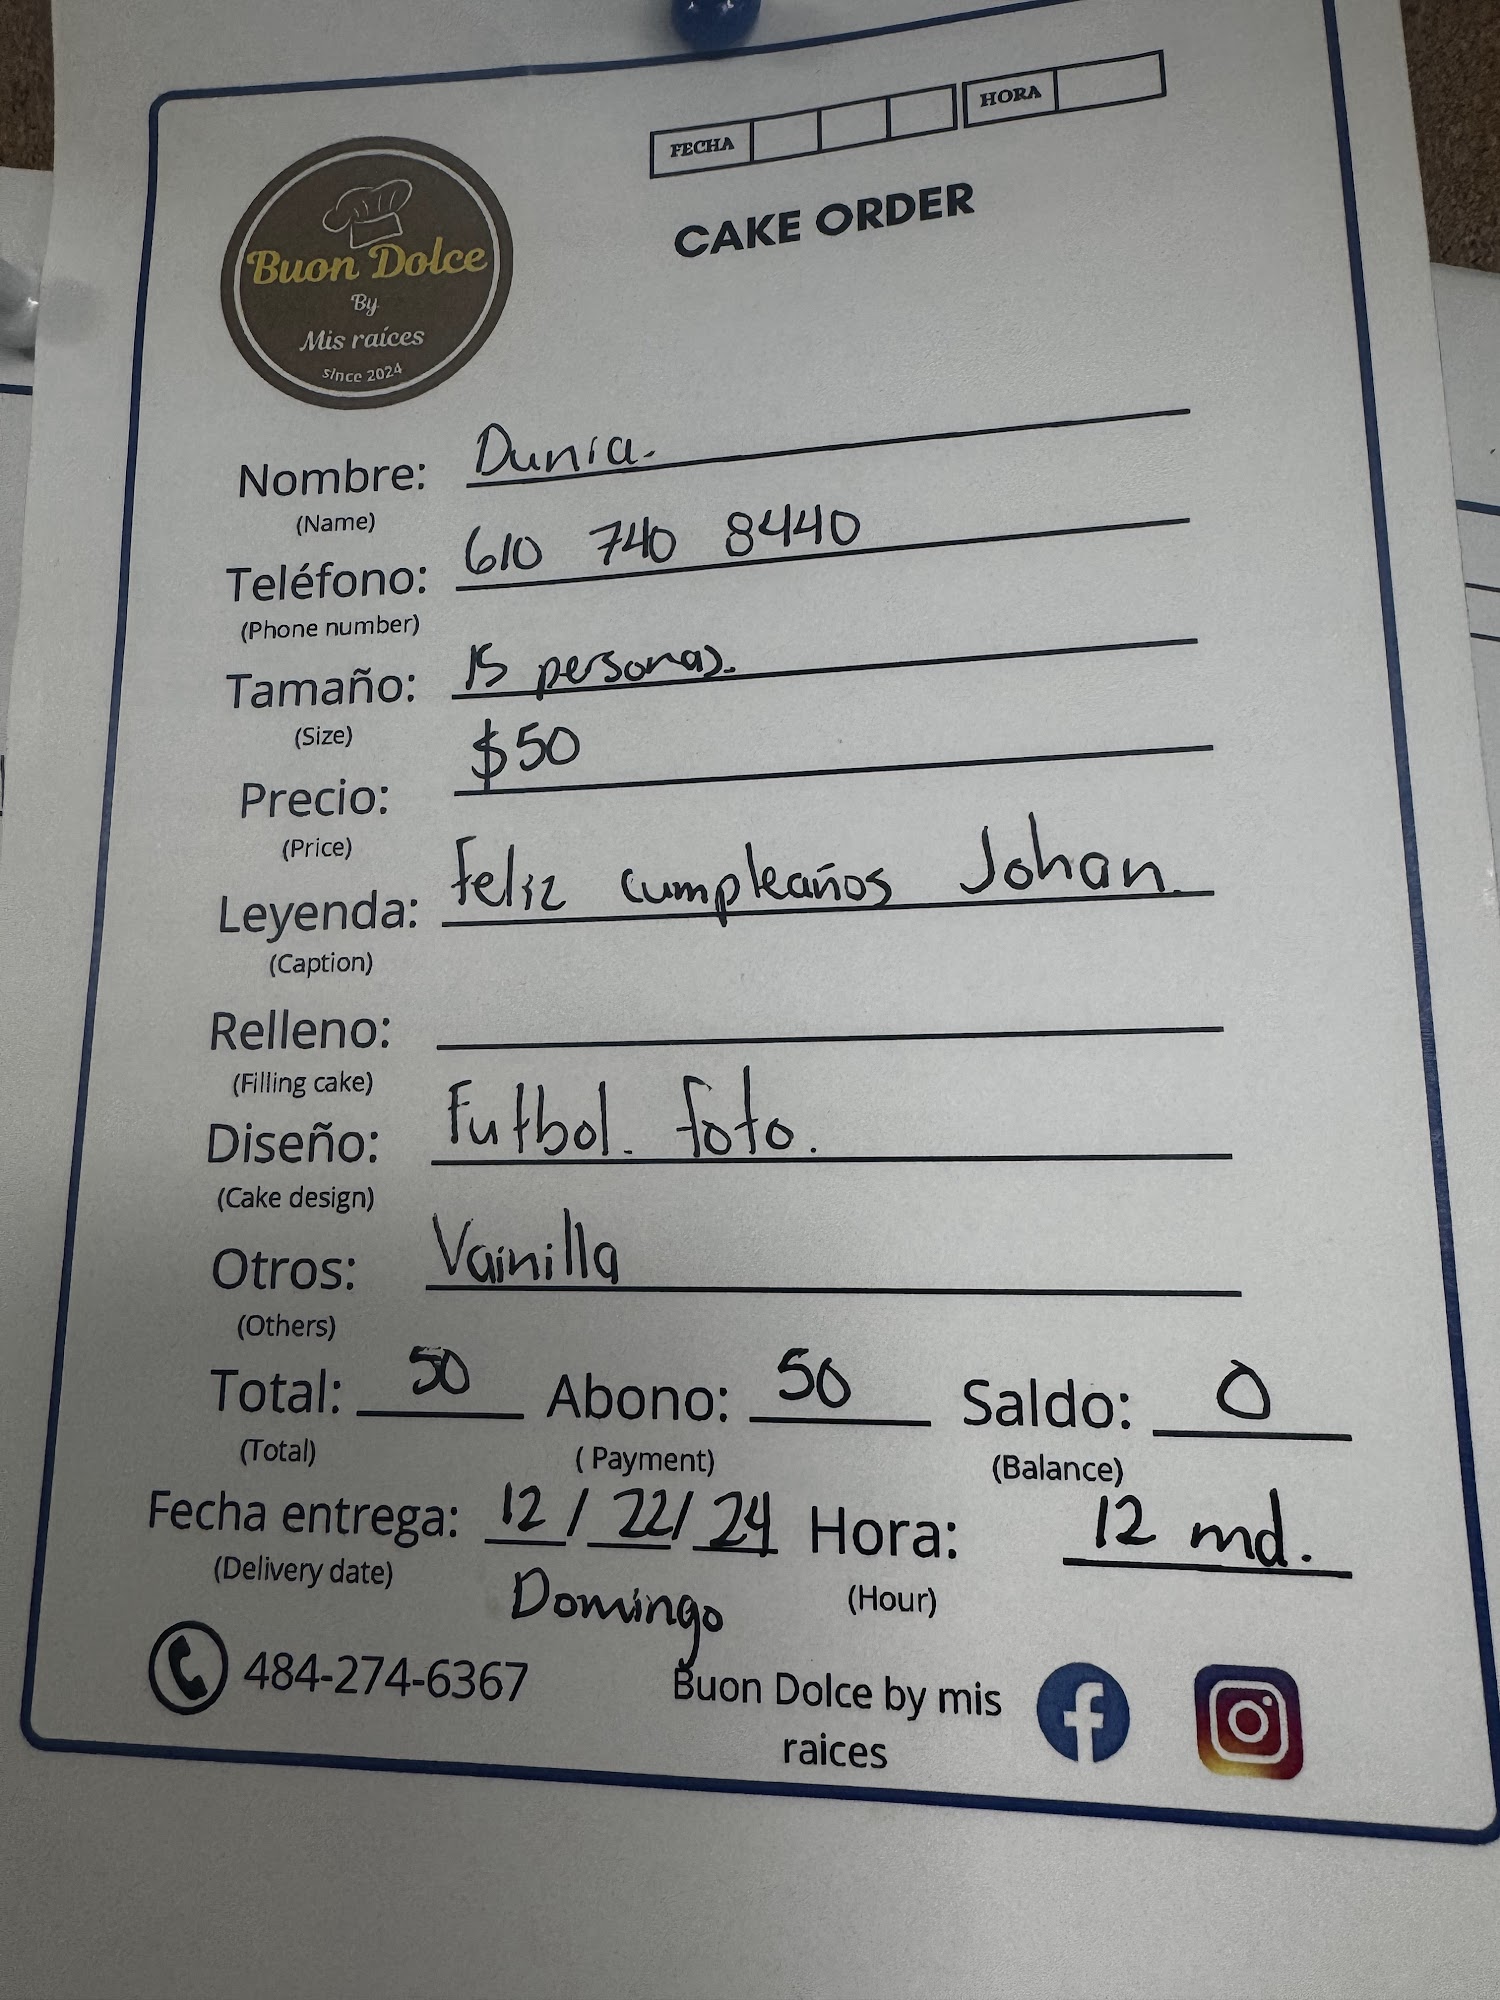 FECHA HORA
CAKE ORDER
Buon Dolce
By
Mis raíces
since 2024
Nombre: Dunia.
(Name)
Teléfono: 610 740 8440
(Phone number)
Tamaño: 15 personas.
(Size)
Precio: $50
(Price)
Leyenda: Feliz cumpleaños Johan.
(Caption)
Relleno:
(Filling cake)
Diseño: Futbol. foto.
(Cake design)
Otros: Vainilla
(Others)
Total: 50 Abono: 50 Saldo: 0
(Total) ( Payment) (Balance)
Fecha entrega: 12 / 22 / 24 Hora: 12 md.
(Delivery date) Domingo (Hour)
484-274-6367 Buon Dolce by mis
raices